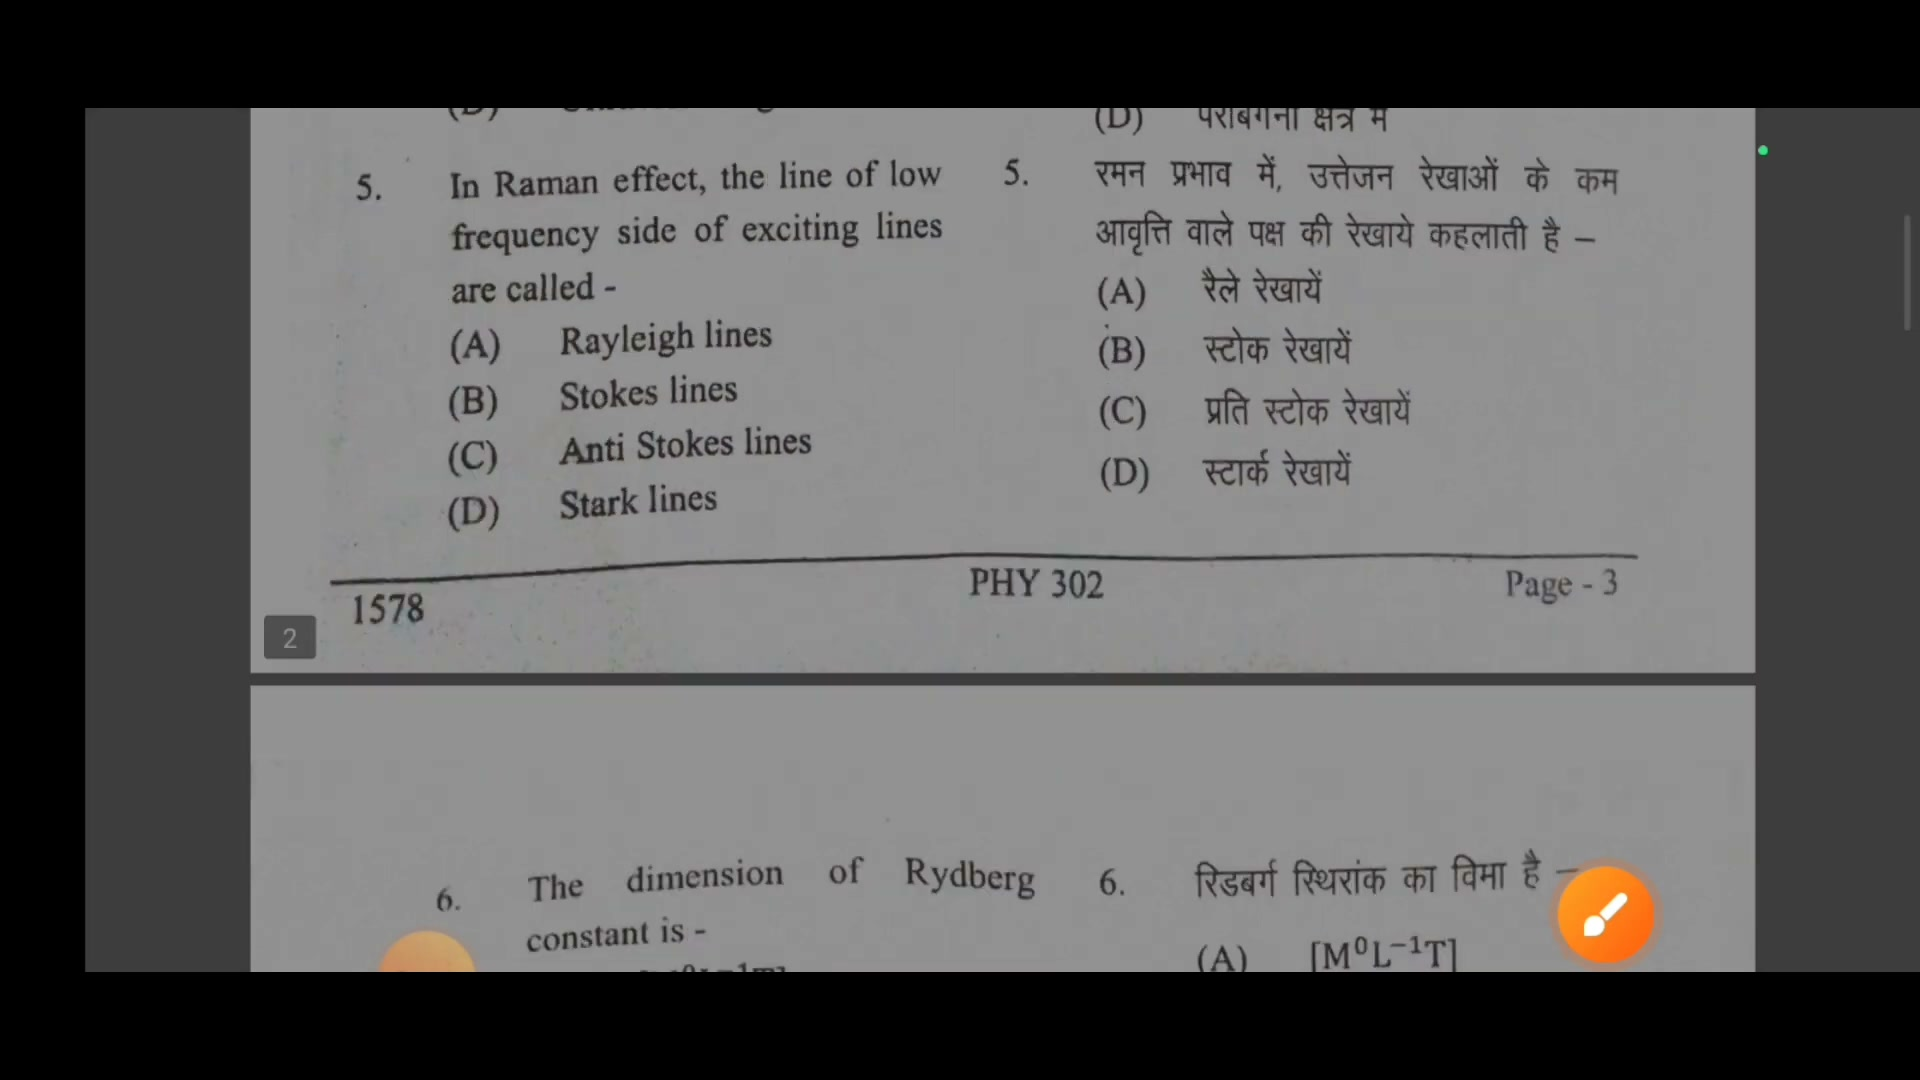 (D)
(D) पराबैगनी क्षेत्र में
5. In Raman effect, the line of low
frequency side of exciting lines
are called -
(A) Rayleigh lines
(B) Stokes lines
(C) Anti Stokes lines
(D) Stark lines
5. रमन प्रभाव में, उत्तेजन रेखाओं के कम
आवृत्ति वाले पक्ष की रेखाये कहलाती है –
(A) रैले रेखायें
(B) स्टोक रेखायें
(C) प्रति स्टोक रेखायें
(D) स्टार्क रेखायें
1578 PHY 302 Page - 3
2
6. The dimension of Rydberg
constant is -
6. रिडबर्ग स्थिरांक का विमा है –
(A) [M⁰L⁻¹T]